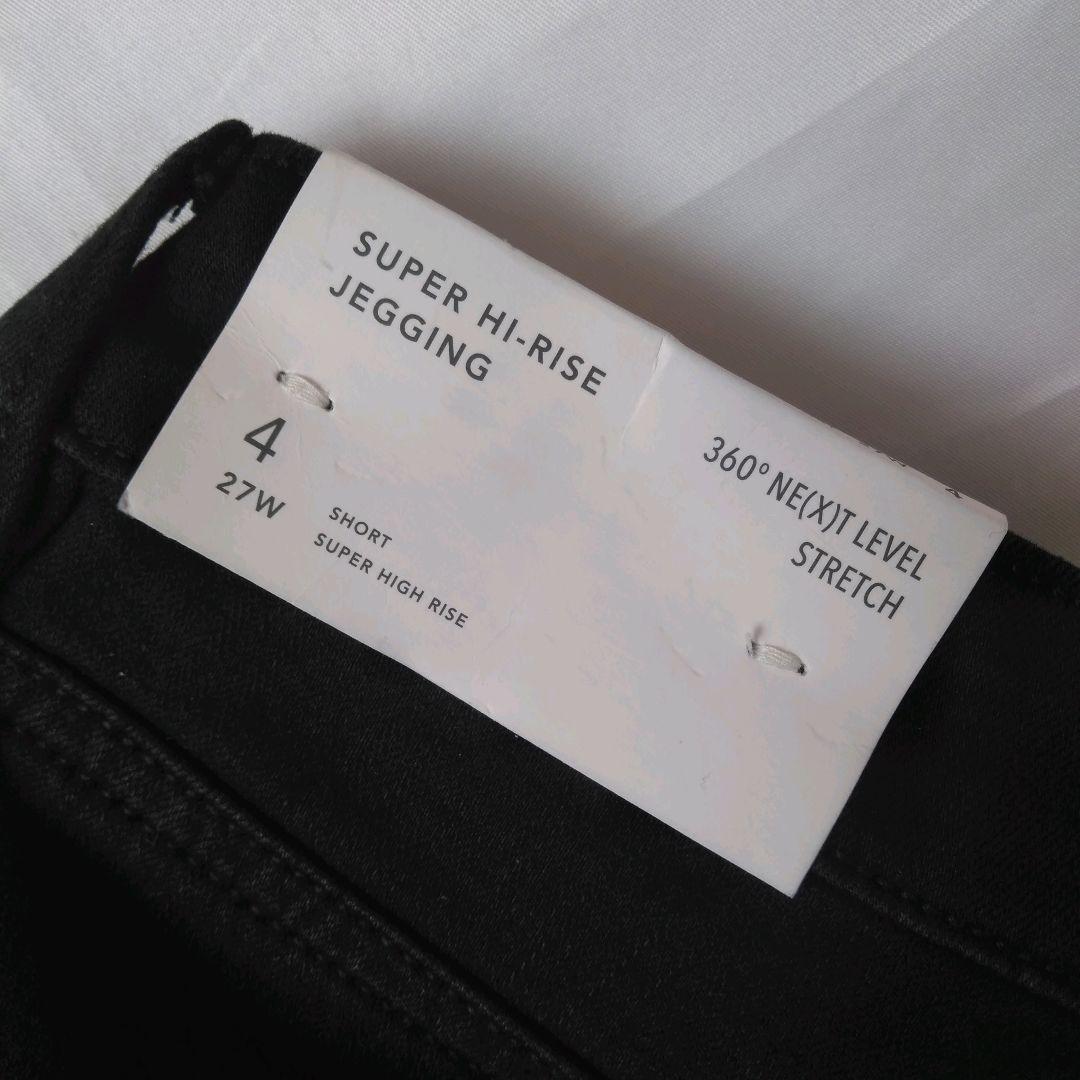 SUPER HI-RISE
JEGGING
4
27W
SHORT
SUPER HIGH RISE
360° NE(X)T LEVEL
STRETCH